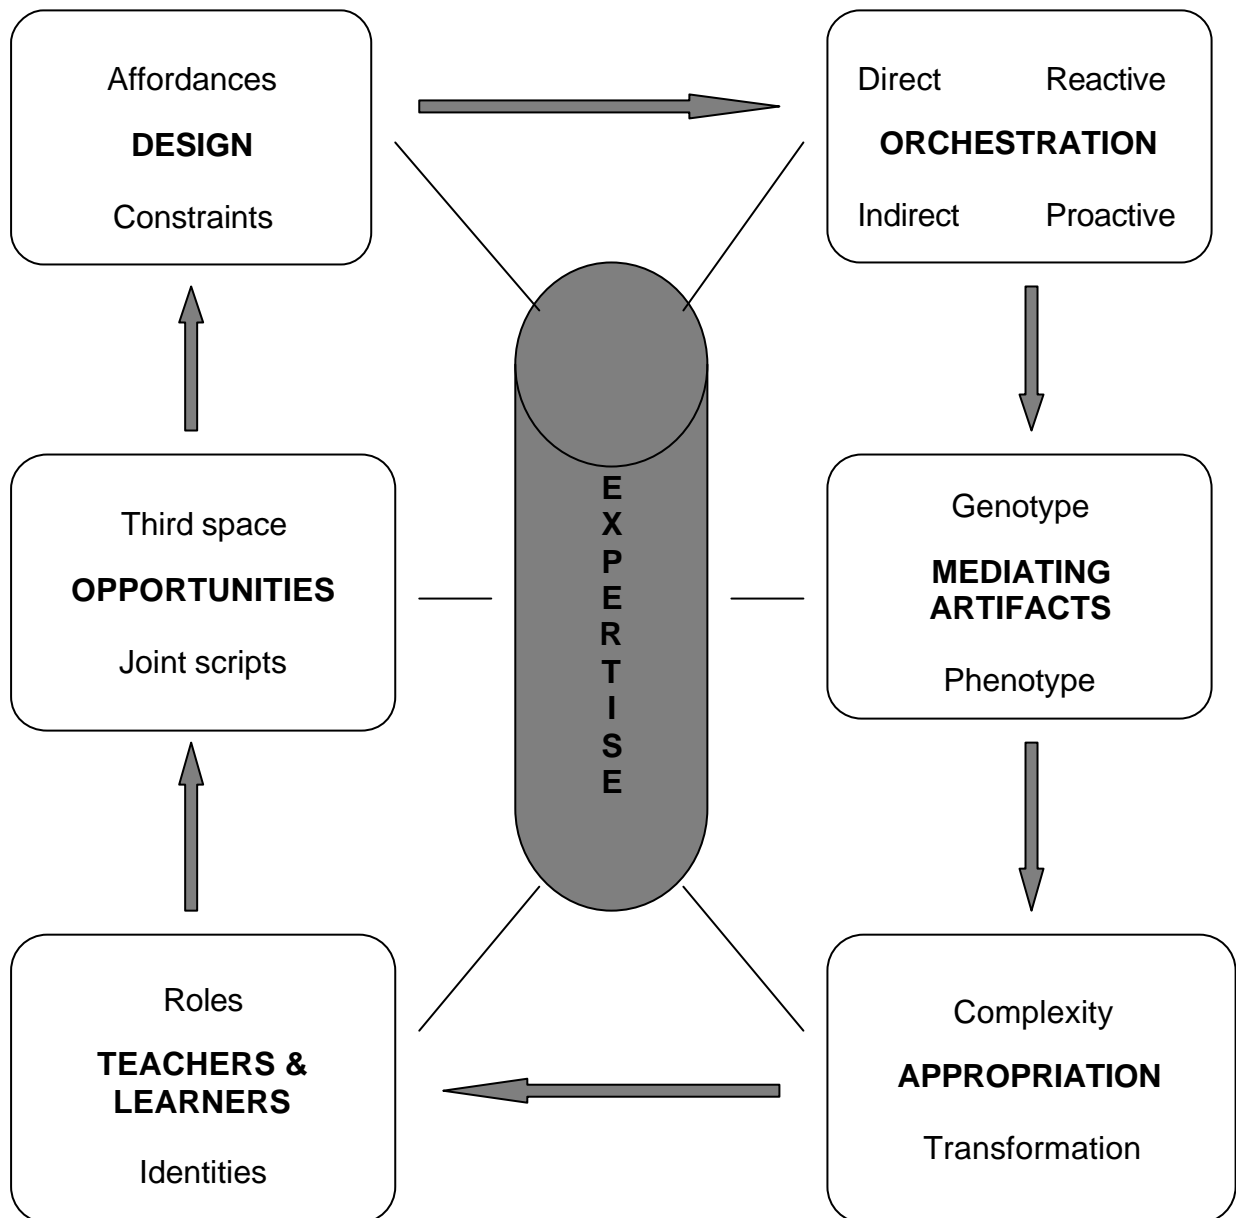 Affordances
DESIGN
Constraints
Direct Reactive
ORCHESTRATION
Indirect Proactive
Third space
OPPORTUNITIES
Joint scripts
E
X
P
E
R
T
I
S
E
Genotype
MEDIATING
ARTIFACTS
Phenotype
Roles
TEACHERS &
LEARNERS
Identities
Complexity
APPROPRIATION
Transformation